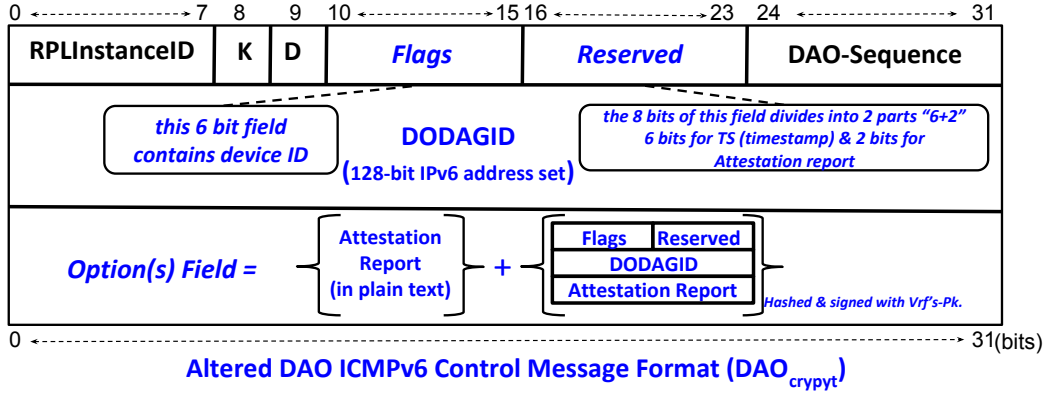 0 7 8 9 10 15 16 23 24 31
RPLInstanceID K D Flags Reserved DAO-Sequence
this 6 bit field
contains device ID
DODAGID
(128-bit IPv6 address set)
the 8 bits of this field divides into 2 parts “6+2”
6 bits for TS (timestamp) & 2 bits for
Attestation report
Option(s) Field =
Attestation
Report
(in plain text)
+
Flags Reserved
DODAGID
Attestation Report
Hashed & signed with Vrf's-Pk.
0 31 (bits)
Altered DAO ICMPv6 Control Message Format (DAOcrypyt)